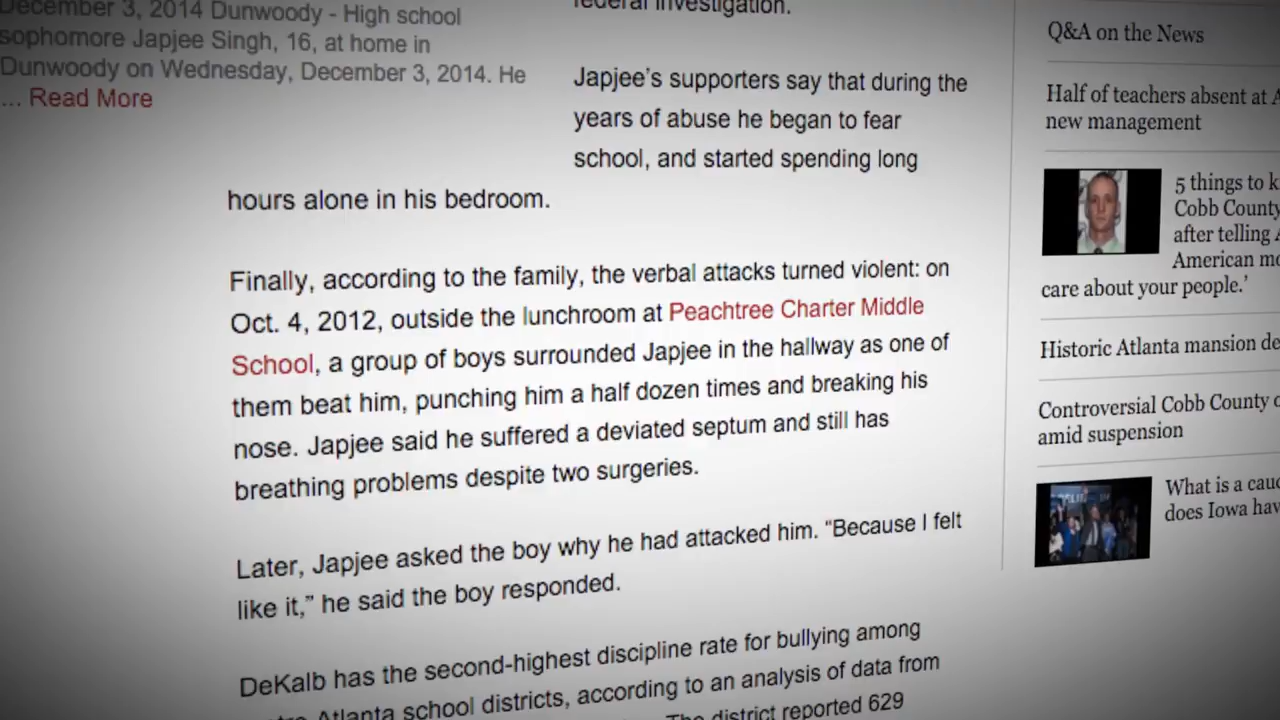 December 3, 2014 Dunwoody - High school
sophomore Japjee Singh, 16, at home in
Dunwoody on Wednesday, December 3, 2014. He
... Read More
federal investigation.
Japjee's supporters say that during the
years of abuse he began to fear
school, and started spending long
hours alone in his bedroom.
Finally, according to the family, the verbal attacks turned violent: on
Oct. 4, 2012, outside the lunchroom at Peachtree Charter Middle
School, a group of boys surrounded Japjee in the hallway as one of
them beat him, punching him a half dozen times and breaking his
nose. Japjee said he suffered a deviated septum and still has
breathing problems despite two surgeries.
Later, Japjee asked the boy why he had attacked him. “Because I felt
like it,” he said the boy responded.
DeKalb has the second-highest discipline rate for bullying among
Atlanta school districts, according to an analysis of data from
The district reported 629
Q&A on the News
Half of teachers absent at
new management
5 things to
Cobb County
after telling
American
care about your people.’
Historic Atlanta mansion
Controversial Cobb County
amid suspension
What is a
does Iowa